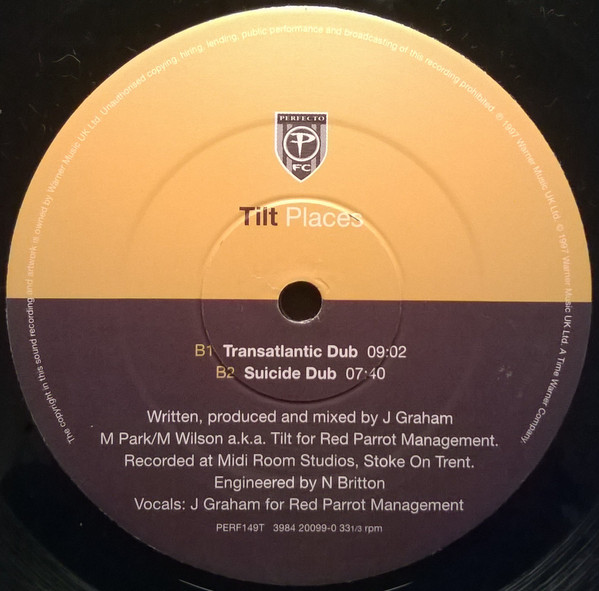 The copyright in this sound recording and artwork is owned by Warner Music UK Ltd. Unauthorised copying, hiring, lending, public performance and broadcasting of this recording prohibited. ℗ 1997 Warner Music UK Ltd. © 1997 Warner Music UK Ltd. A Time Warner Company.
PERFECTO
P
FC
Tilt Places
B1 Transatlantic Dub 09:02
B2 Suicide Dub 07:40
Written, produced and mixed by J Graham
M Park/M Wilson a.k.a. Tilt for Red Parrot Management.
Recorded at Midi Room Studios, Stoke On Trent.
Engineered by N Britton
Vocals: J Graham for Red Parrot Management
PERF149T 3984 20099-0 33 1/3 rpm